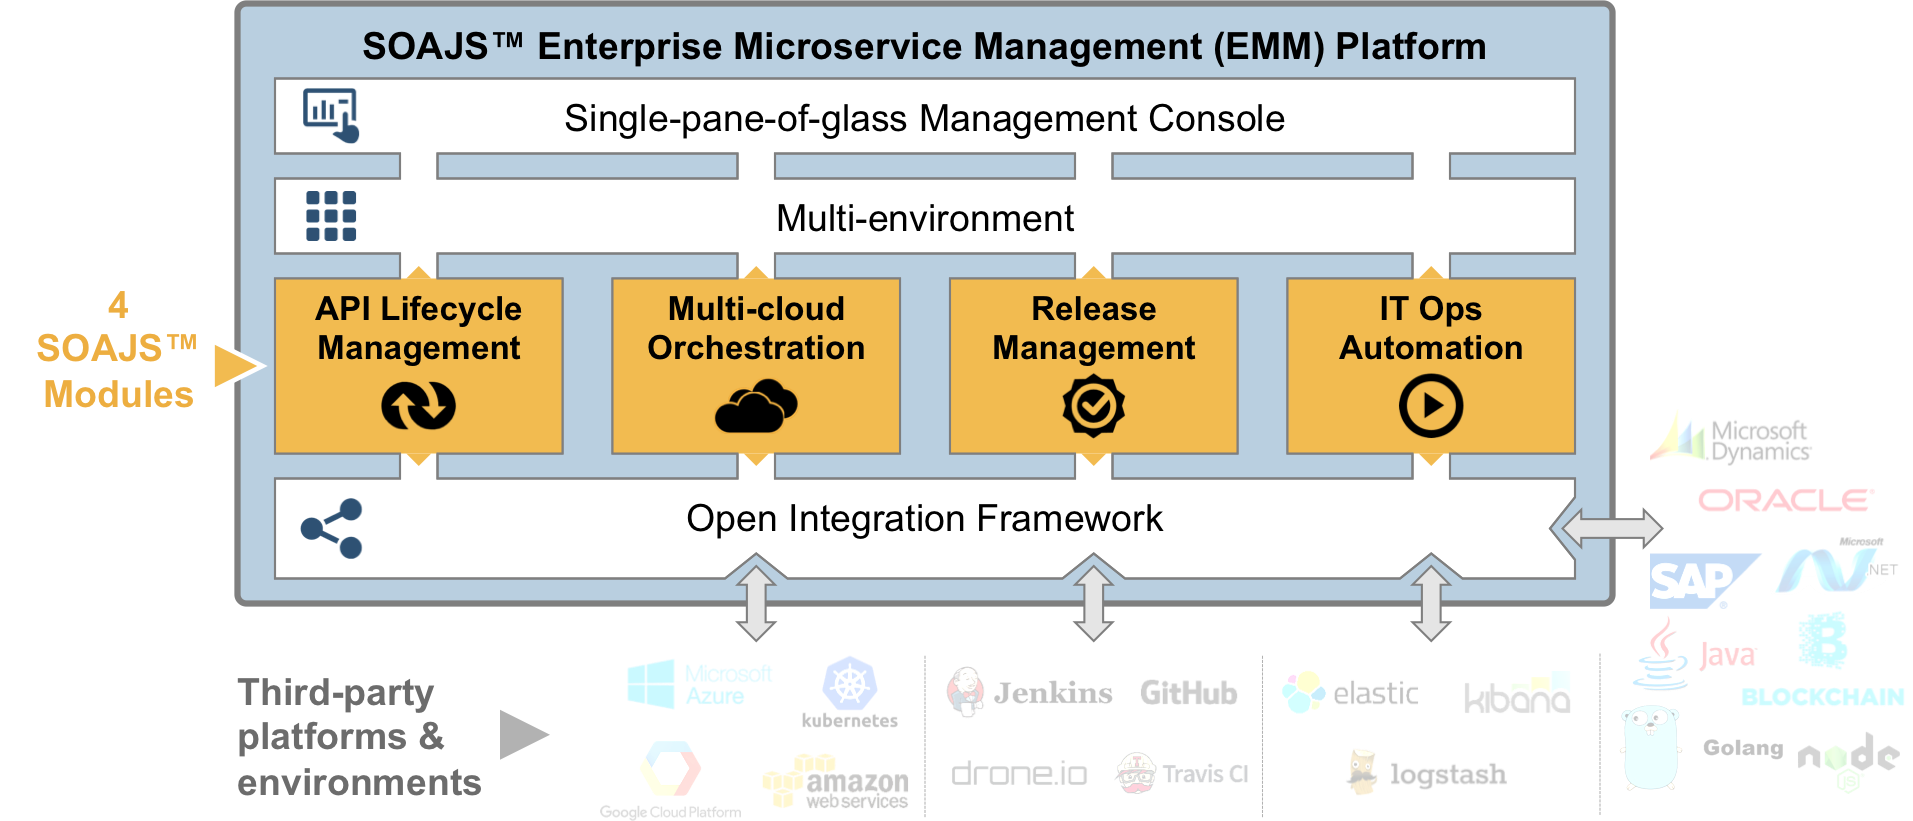 SOAJS™ Enterprise Microservice Management (EMM) Platform
Single-pane-of-glass Management Console
Multi-environment
4
SOAJS™
Modules
API Lifecycle
Management
Multi-cloud
Orchestration
Release
Management
IT Ops
Automation
Open Integration Framework
Microsoft
Dynamics
ORACLE®
SAP®
Microsoft
.NET
Java
B
BLOCKCHAIN
Golang
node
JS
Third-party
platforms &
environments
Microsoft
Azure
kubernetes
Google Cloud Platform
amazon
web services
Jenkins
GitHub
drone.io
Travis CI
elastic
kibana
logstash